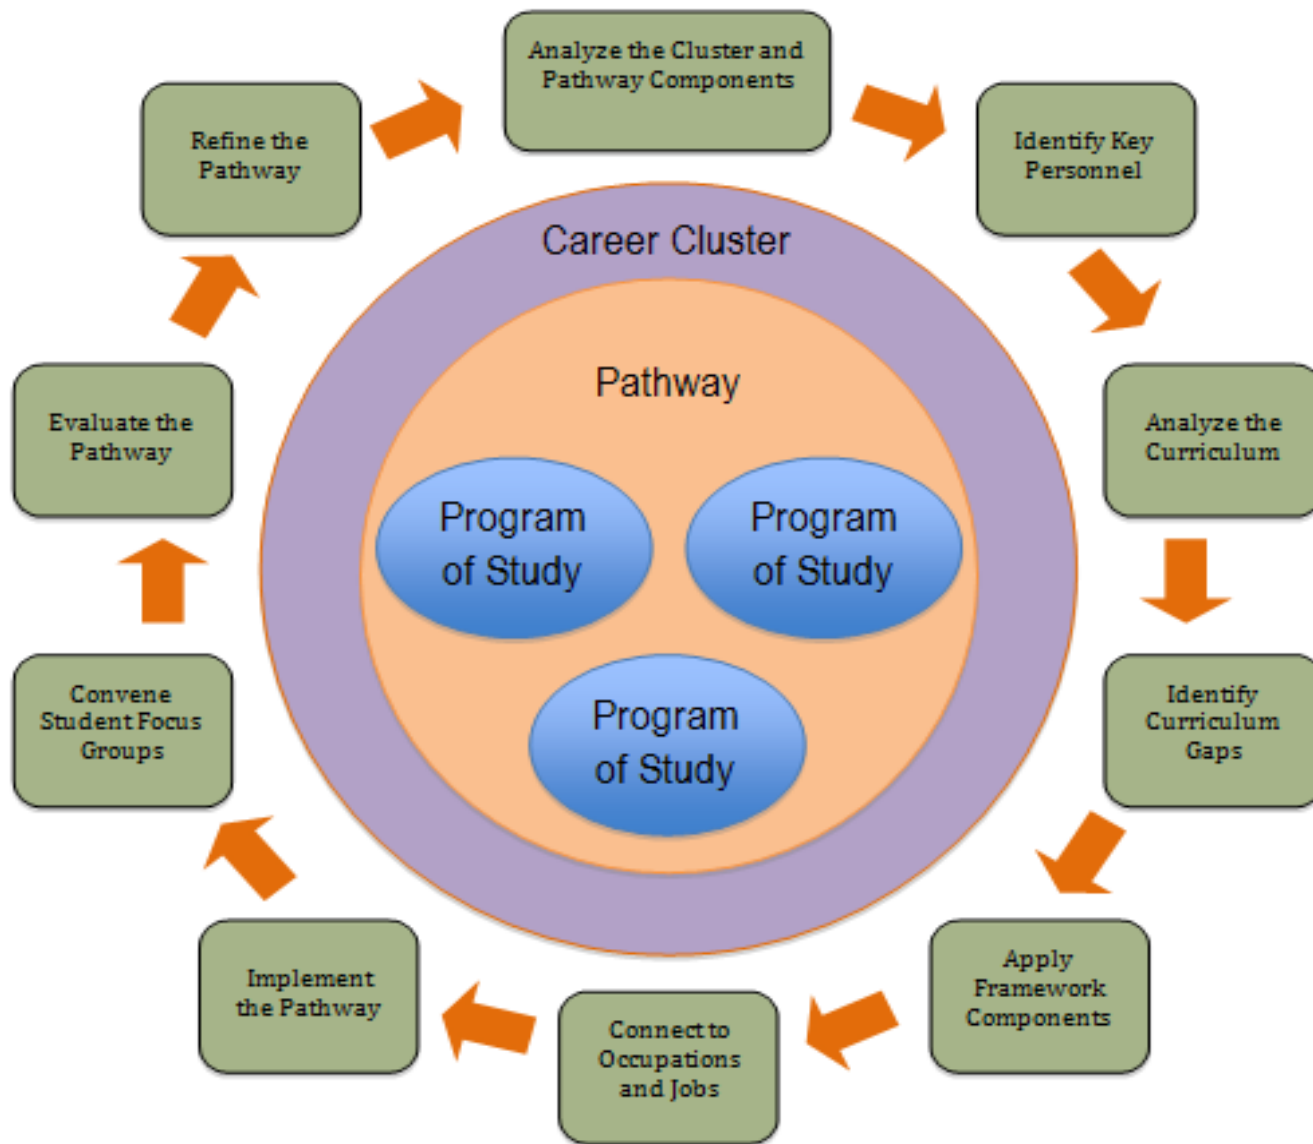 Analyze the Cluster and
Pathway Components
Identify Key
Personnel
Analyze the
Curriculum
Identify
Curriculum
Gaps
Apply
Framework
Components
Connect to
Occupations
and Jobs
Implement
the Pathway
Convene
Student Focus
Groups
Evaluate the
Pathway
Refine the
Pathway
Career Cluster
Pathway
Program
of Study
Program
of Study
Program
of Study